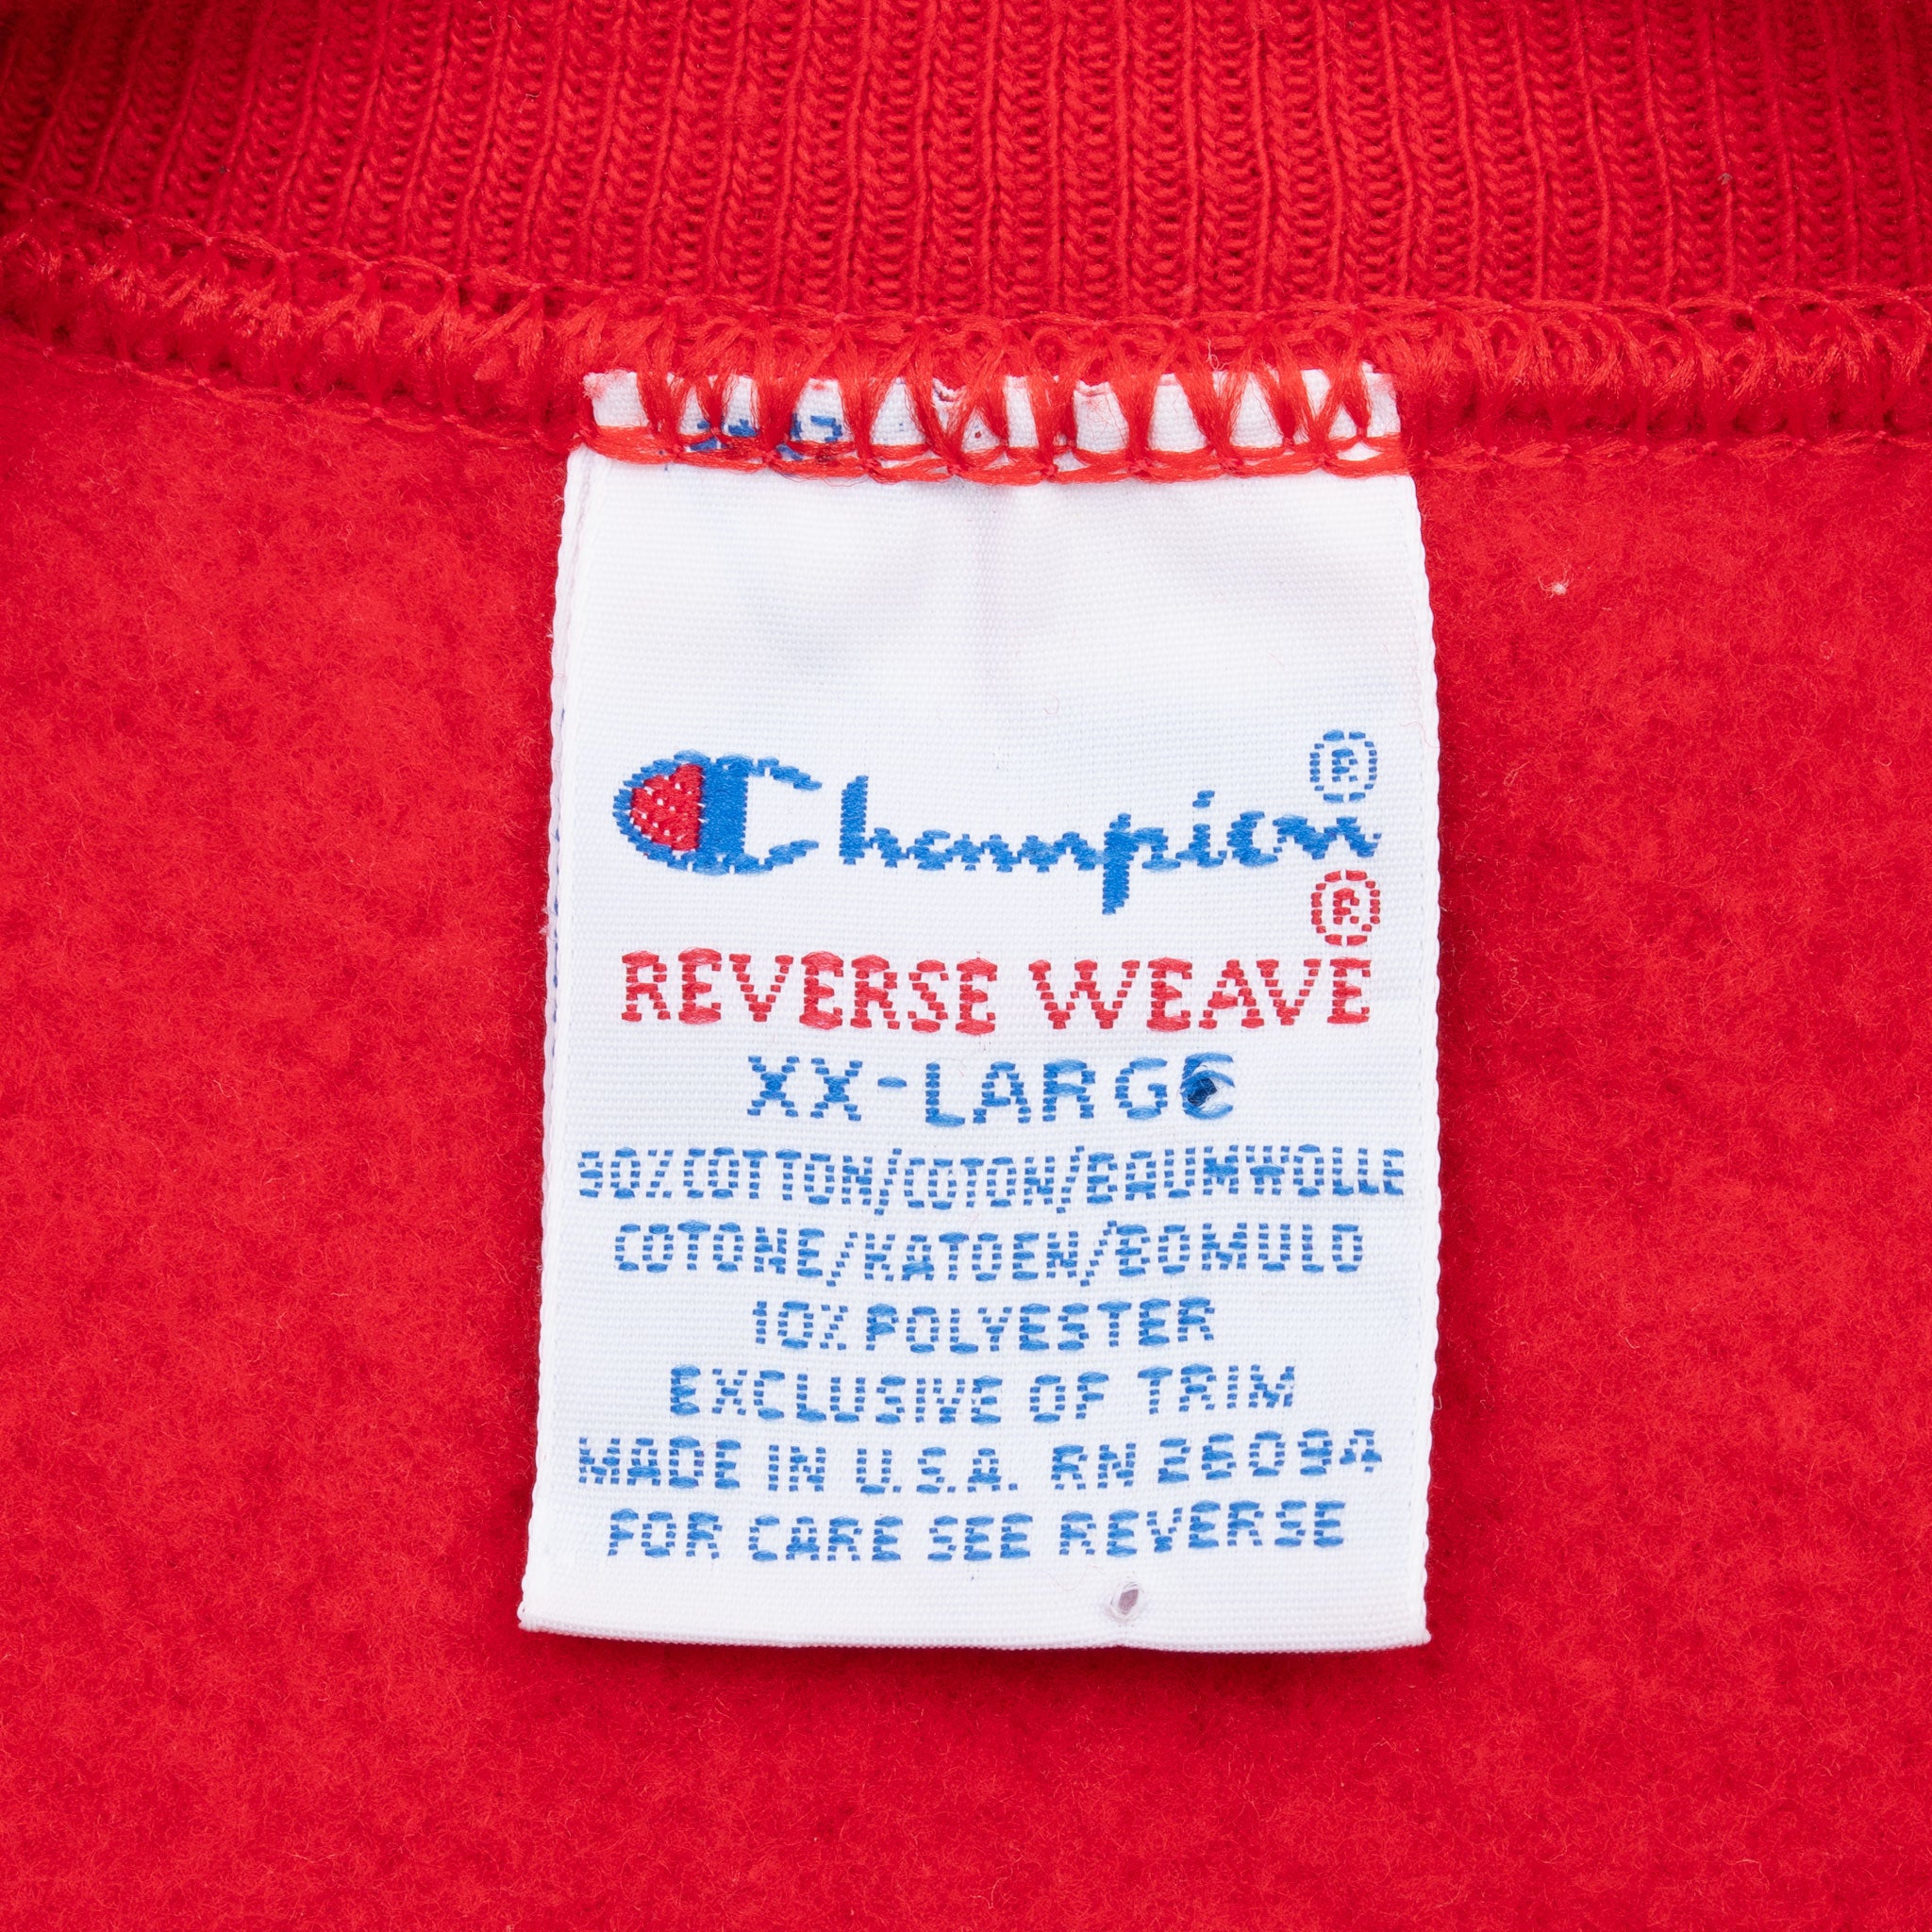 Champion®
®
REVERSE WEAVE
XX-LARGE
90% COTTON/COTON/BAUMWOLLE
COTONE/KATOEN/BOMULD
10% POLYESTER
EXCLUSIVE OF TRIM
MADE IN U.S.A. RN 26094
FOR CARE SEE REVERSE